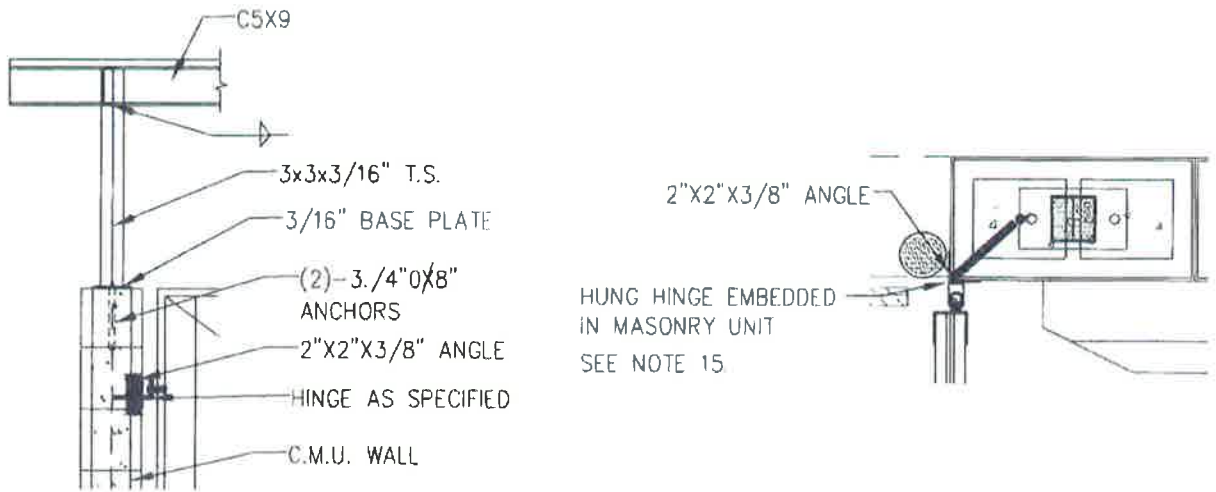 C5X9
3x3x3/16" T.S.
3/16" BASE PLATE
(2)-3./4"0X8"
ANCHORS
2"X2"X3/8" ANGLE
HINGE AS SPECIFIED
C.M.U. WALL
2"X2"X3/8" ANGLE
HUNG HINGE EMBEDDED
IN MASONRY UNIT
SEE NOTE 15.